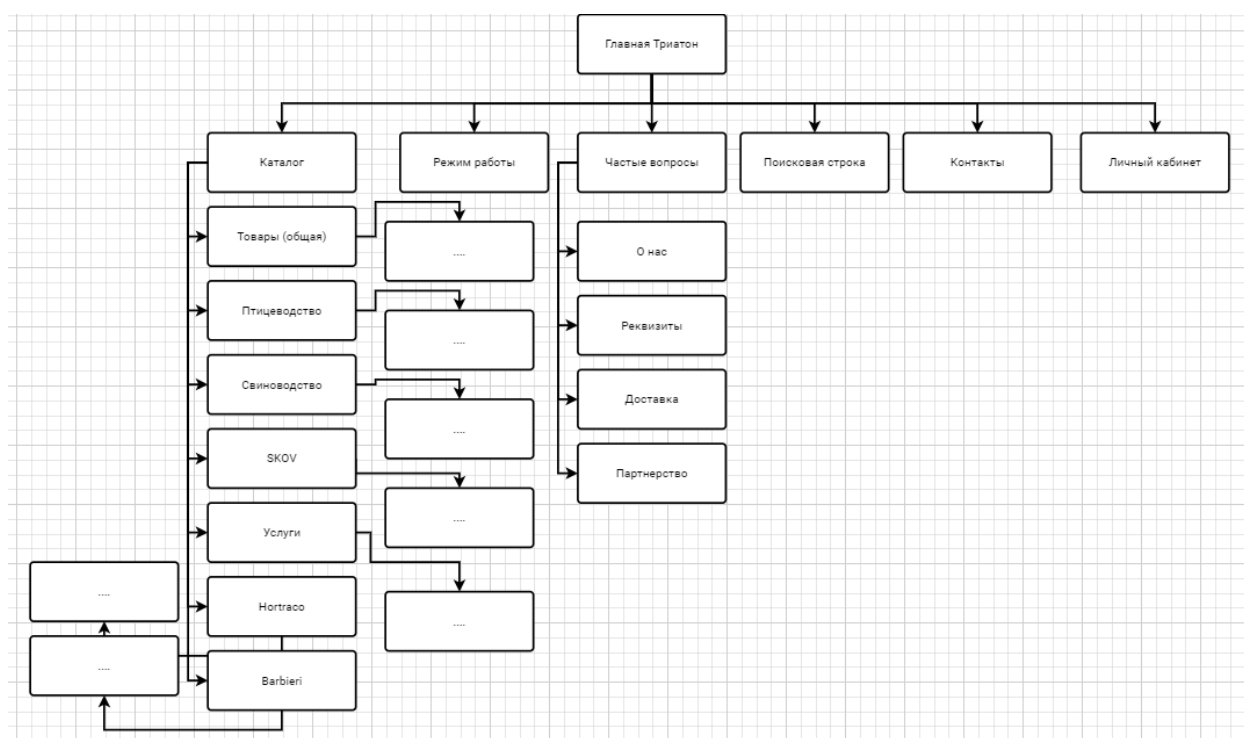 Главная Триатон
Каталог
Режим работы
Частые вопросы
Поисковая строка
Контакты
Личный кабинет
Товары (общая)
....
О нас
Птицеводство
....
Реквизиты
Свиноводство
....
Доставка
SKOV
....
Партнерство
Услуги
....
....
Hortraco
....
Barbieri